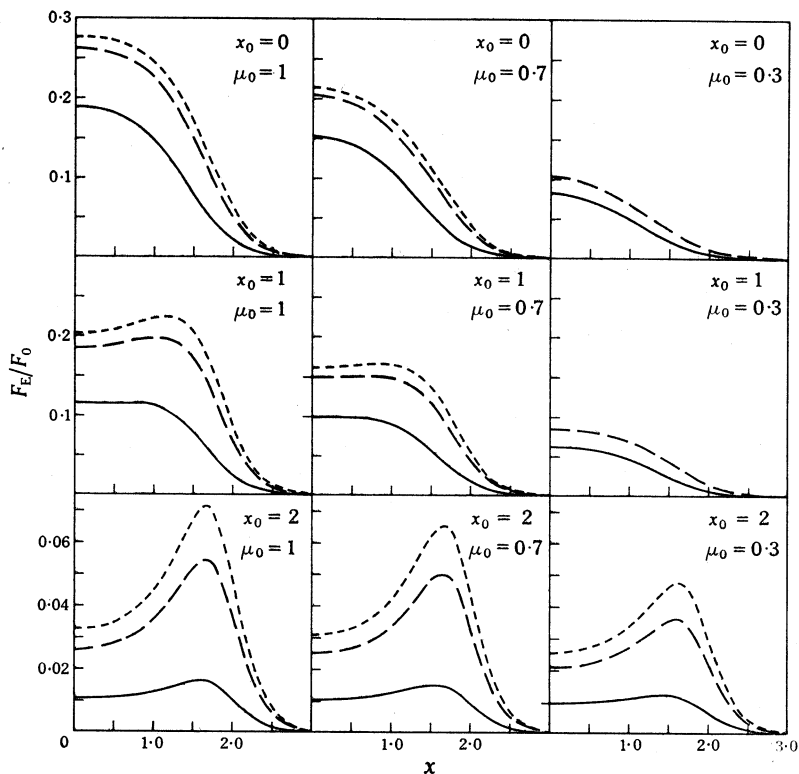 0·3
x₀ = 0
μ₀ = 1
x₀ = 0
μ₀ = 0·7
x₀ = 0
μ₀ = 0·3
0·2
0·1
x₀ = 1
μ₀ = 1
x₀ = 1
μ₀ = 0·7
x₀ = 1
μ₀ = 0·3
0·2
F_E/F₀
0·1
x₀ = 2
μ₀ = 1
x₀ = 2
μ₀ = 0·7
x₀ = 2
μ₀ = 0·3
0·06
0·04
0·02
0 1·0 2·0 1·0 2·0 1·0 2·0 3·0
x